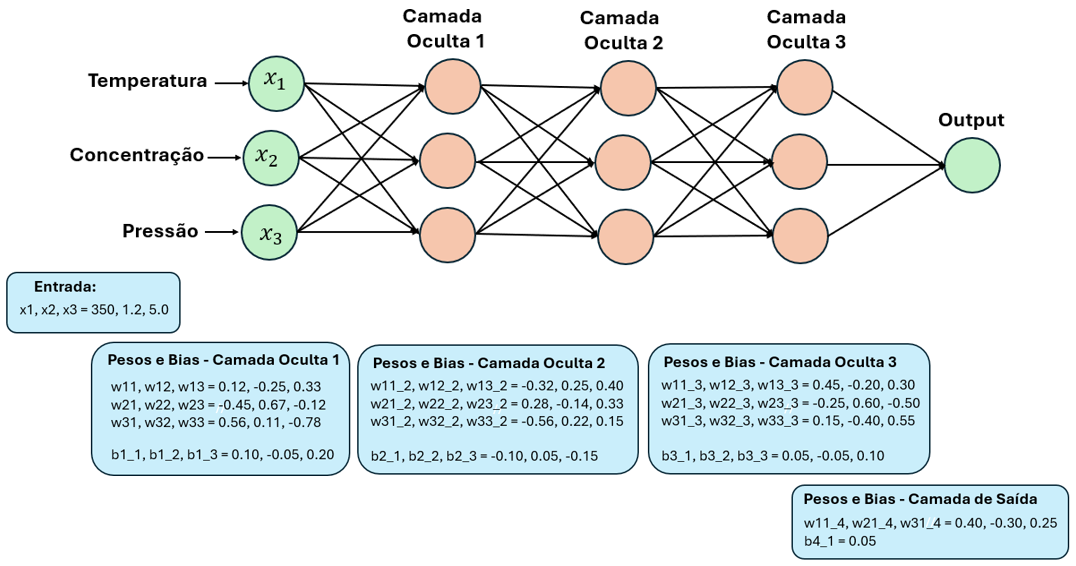 Camada
Oculta 1
Camada
Oculta 2
Camada
Oculta 3
Temperatura
x₁
Output
Concentração
x₂
Pressão
x₃
Entrada:
x1, x2, x3 = 350, 1.2, 5.0
Pesos e Bias - Camada Oculta 1
w11, w12, w13 = 0.12, -0.25, 0.33
w21, w22, w23 = -0.45, 0.67, -0.12
w31, w32, w33 = 0.56, 0.11, -0.78
b1_1, b1_2, b1_3 = 0.10, -0.05, 0.20
Pesos e Bias - Camada Oculta 2
w11_2, w12_2, w13_2 = -0.32, 0.25, 0.40
w21_2, w22_2, w23_2 = 0.28, -0.14, 0.33
w31_2, w32_2, w33_2 = -0.56, 0.22, 0.15
b2_1, b2_2, b2_3 = -0.10, 0.05, -0.15
Pesos e Bias - Camada Oculta 3
w11_3, w12_3, w13_3 = 0.45, -0.20, 0.30
w21_3, w22_3, w23_3 = -0.25, 0.60, -0.50
w31_3, w32_3, w33_3 = 0.15, -0.40, 0.55
b3_1, b3_2, b3_3 = 0.05, -0.05, 0.10
Pesos e Bias - Camada de Saída
w11_4, w21_4, w31_4 = 0.40, -0.30, 0.25
b4_1 = 0.05